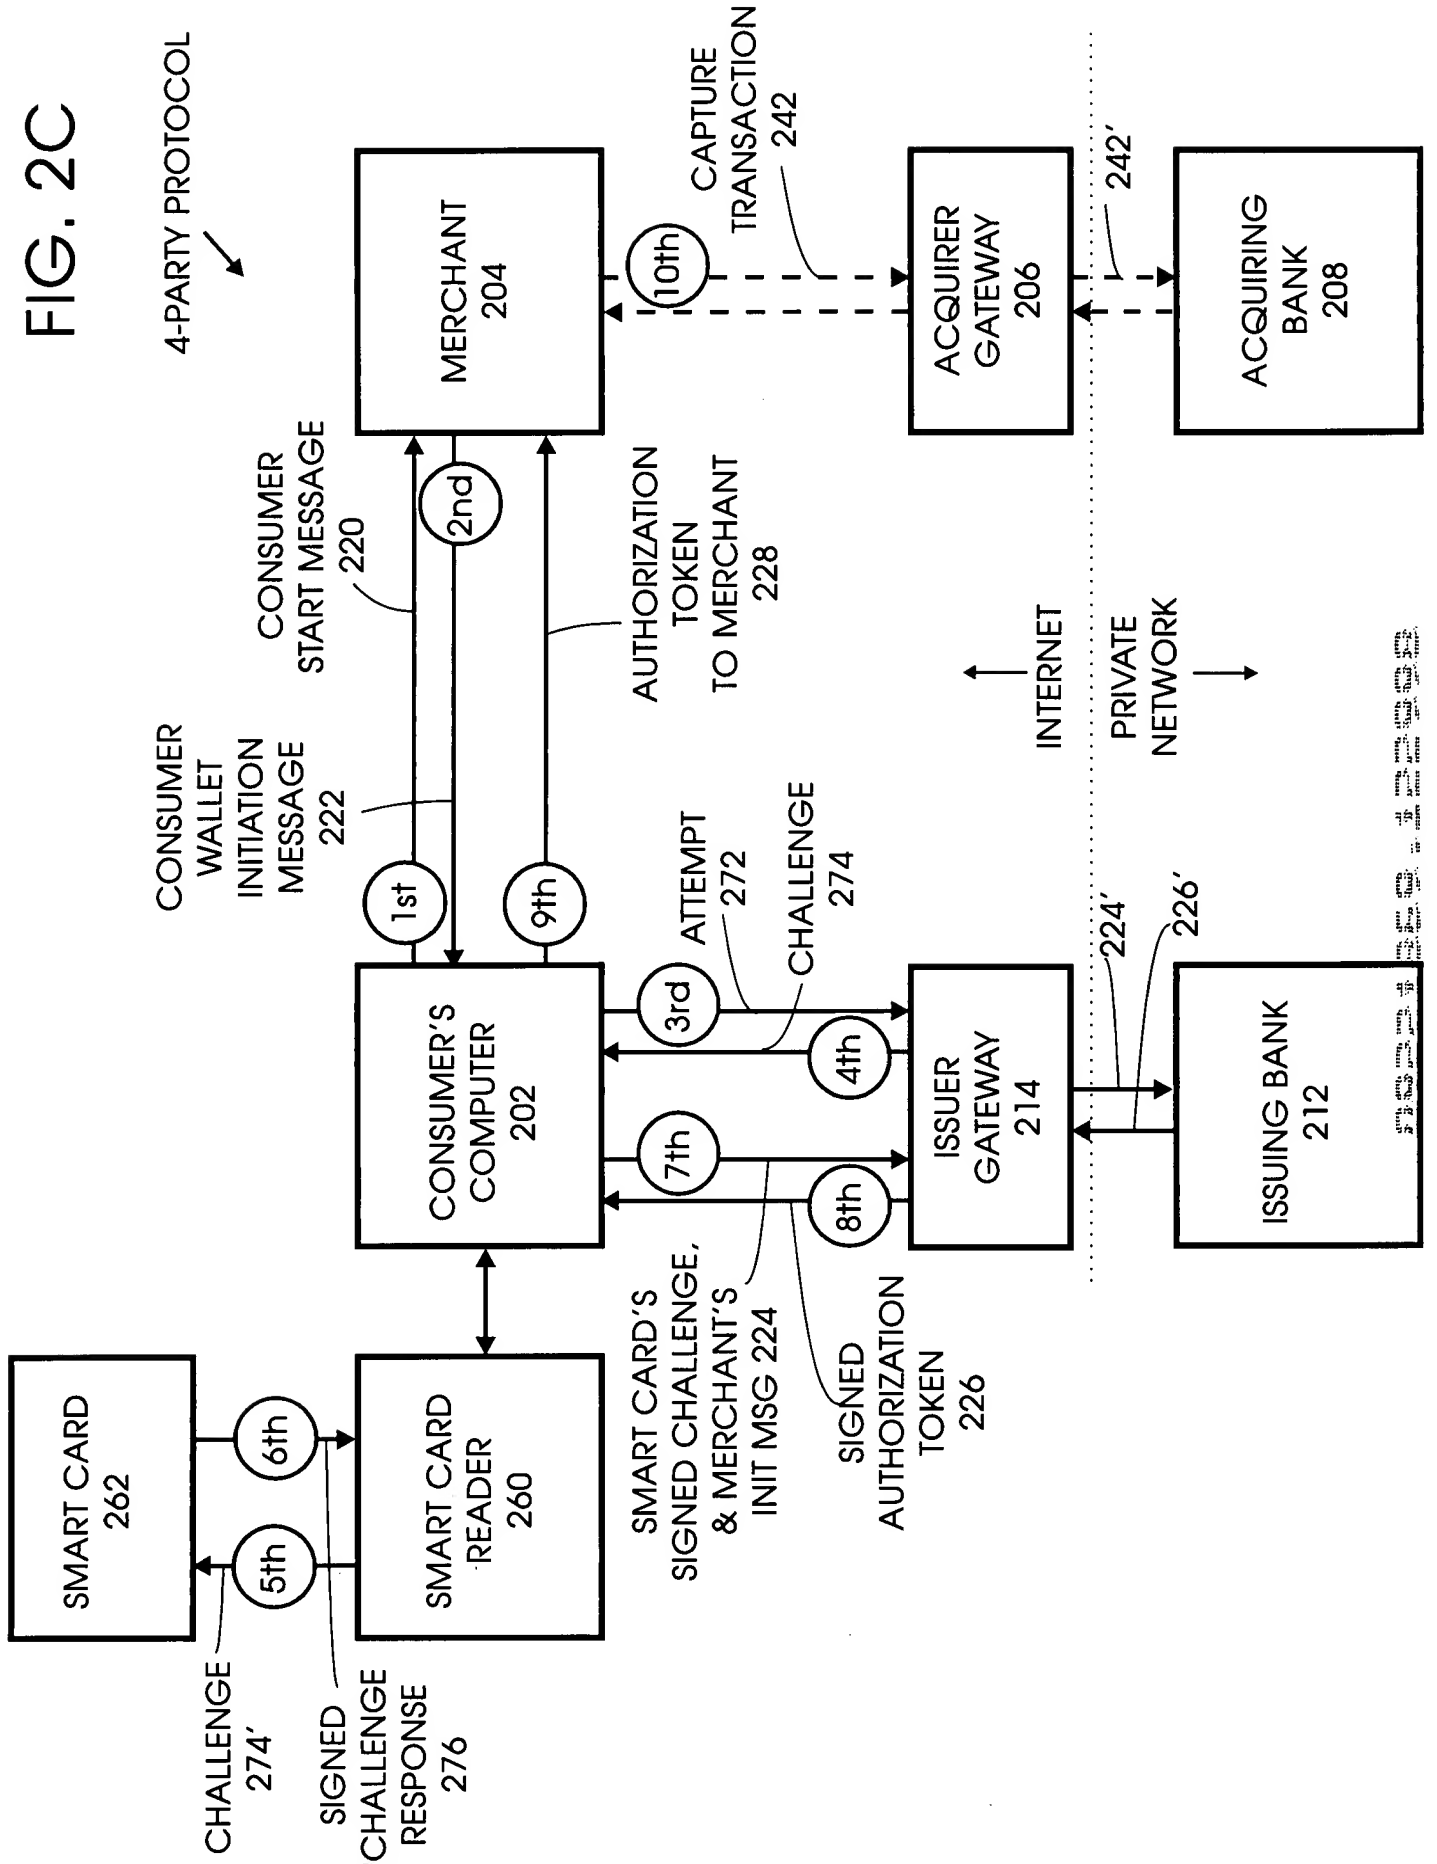 FIG. 2C
4-PARTY PROTOCOL
SMART CARD
262
CHALLENGE
274'
5th
6th
SIGNED
CHALLENGE
RESPONSE
276
SMART CARD
READER
260
CONSUMER'S
COMPUTER
202
CONSUMER
WALLET
INITIATION
MESSAGE
222
CONSUMER
START MESSAGE
220
1st
2nd
9th
MERCHANT
204
AUTHORIZATION
TOKEN
TO MERCHANT
228
SMART CARD'S
SIGNED CHALLENGE,
& MERCHANT'S
INIT MSG 224
SIGNED
AUTHORIZATION
TOKEN
226
7th
8th
3rd
4th
ATTEMPT
272
CHALLENGE
274
10th
CAPTURE
TRANSACTION
242
ISSUER
GATEWAY
214
ACQUIRER
GATEWAY
206
INTERNET
PRIVATE
NETWORK
224'
226'
242'
ISSUING BANK
212
ACQUIRING
BANK
208